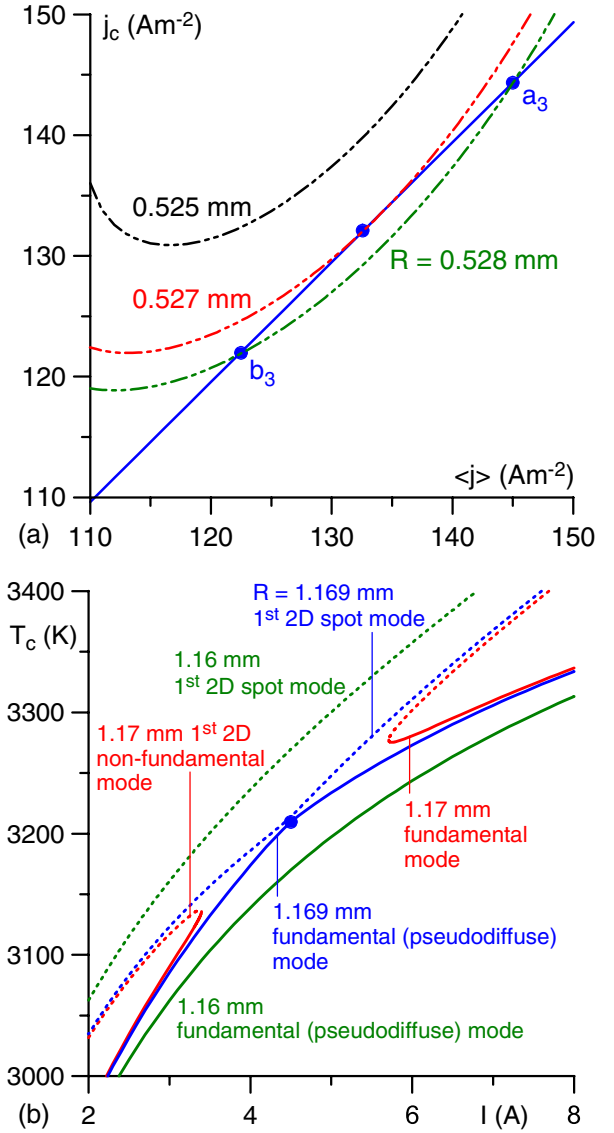 150
j_c (Am⁻²)
a₃
140
0.525 mm
R = 0.528 mm
130
0.527 mm
120
b₃
<j> (Am⁻²)
110
(a)
110 120 130 140 150
3400
R = 1.169 mm
1ˢᵗ 2D spot mode
T_c (K)
1.16 mm
1ˢᵗ 2D spot mode
3300
1.17 mm 1ˢᵗ 2D
non-fundamental
mode
1.17 mm
fundamental
mode
3200
1.169 mm
fundamental (pseudodiffuse)
mode
3100
1.16 mm
fundamental (pseudodiffuse) mode
3000
(b)
2 4 6 I (A) 8